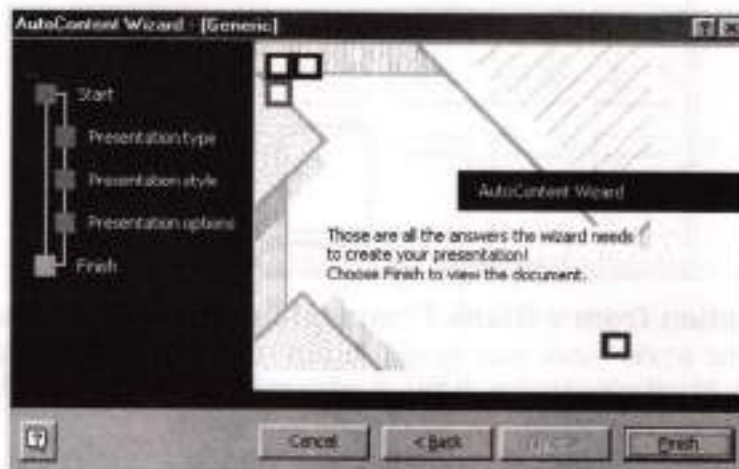 AutoContent Wizard - [Generic]
Start
Presentation type
Presentation style
Presentation options
Finish
AutoContent Wizard
Those are all the answers the wizard needs
to create your presentation!
Choose Finish to view the document.
Cancel
< Back
Finish